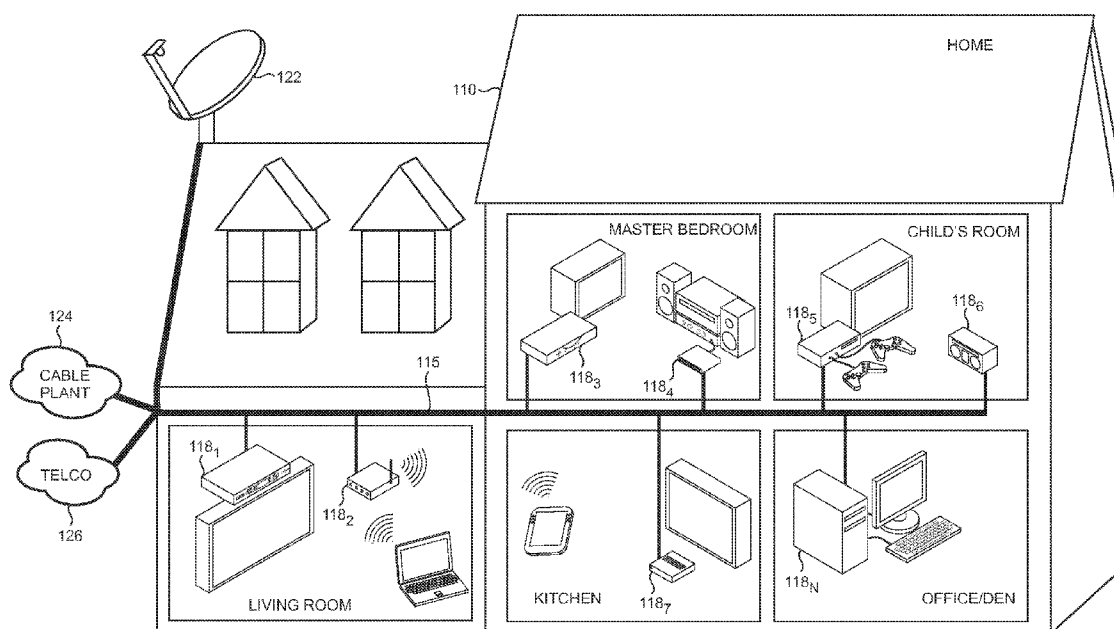 HOME
122
110
MASTER BEDROOM
CHILD'S ROOM
124
CABLE
PLANT
115
118₃
118₄
118₅
118₆
TELCO
126
118₁
118₂
LIVING ROOM
KITCHEN
118₇
118_N
OFFICE/DEN